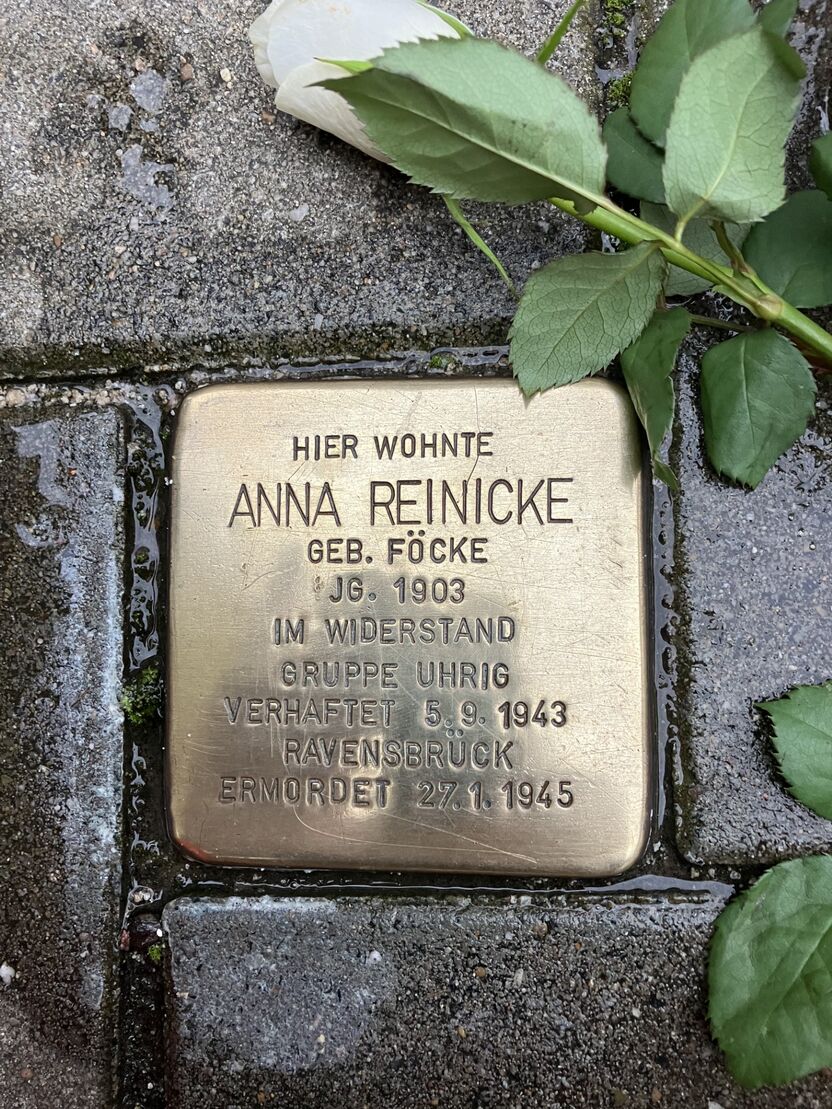 HIER WOHNTE
ANNA REINICKE
GEB. FÖCKE
JG. 1903
IM WIDERSTAND
GRUPPE UHRIG
VERHAFTET 5.9.1943
RAVENSBRÜCK
ERMORDET 27.1.1945